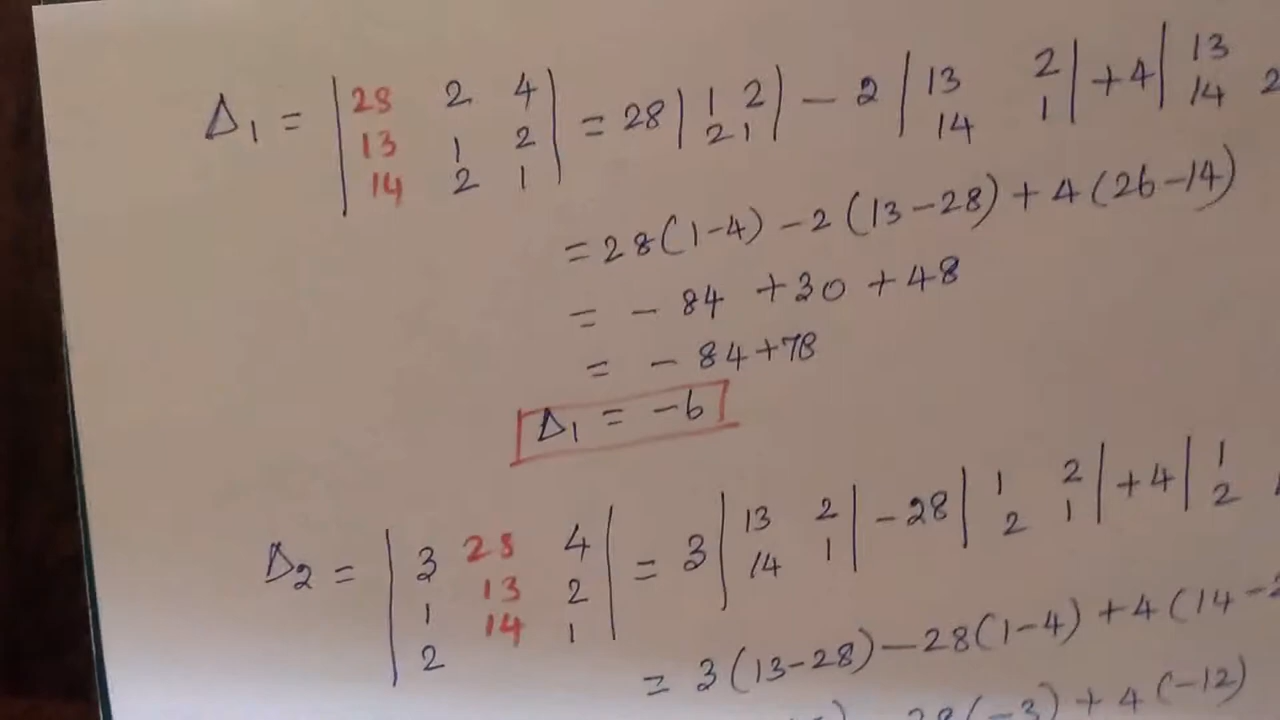 Δ₁ = | 28 2 4 | = 28 | 1 2 | - 2 | 13 2 | + 4 | 13
| 13 1 2 | | 2 1 | | 14 1 | | 14 2
| 14 2 1 |
= 28(1-4) - 2(13-28) + 4(26-14)
= - 84 + 30 + 48
= - 84 + 78
Δ₁ = -6
Δ₂ = | 3 28 4 | = 3 | 13 2 | - 28 | 1 2 | + 4 | 1
| 1 13 2 | | 14 1 | | 2 1 | | 2
| 2 14 1 |
= 3(13-28) - 28(1-4) + 4(14-
28(-3) + 4(-12)